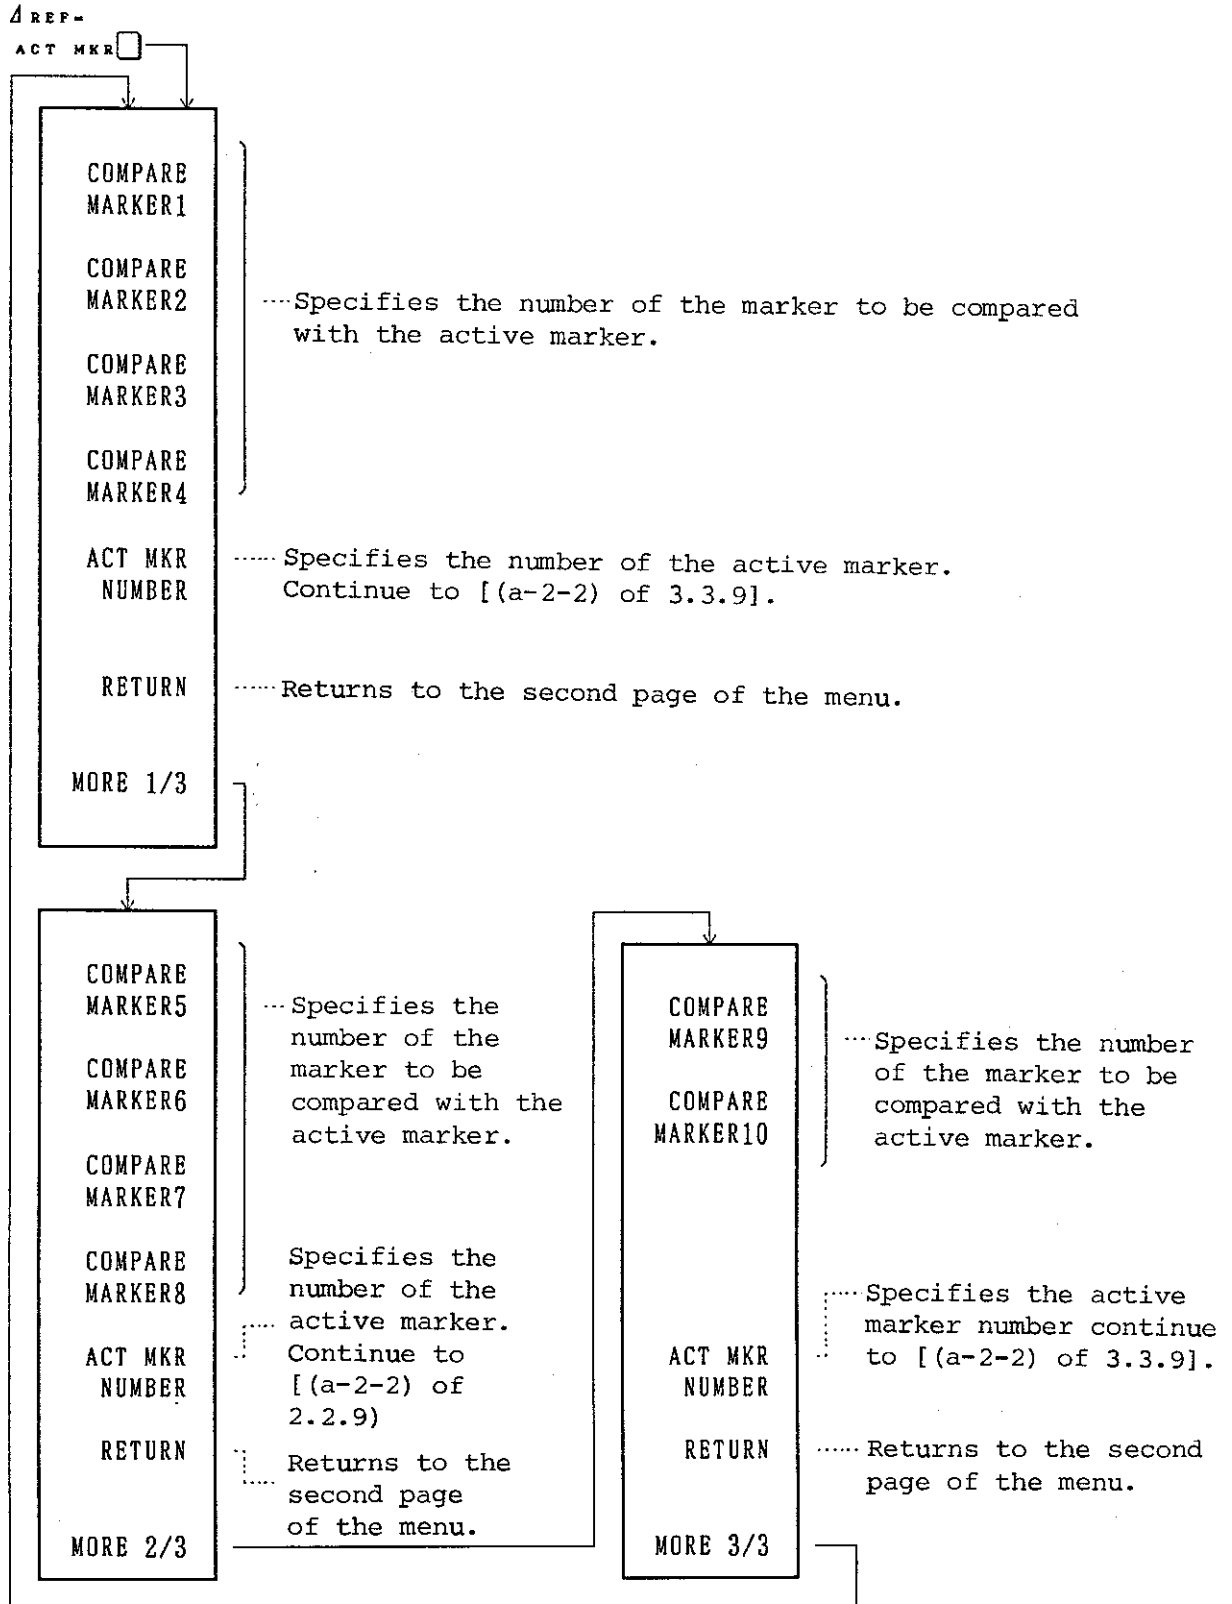 Δ REF=
ACT MKR
COMPARE
MARKER1
COMPARE
MARKER2
····Specifies the number of the marker to be compared
with the active marker.
COMPARE
MARKER3
COMPARE
MARKER4
ACT MKR ······ Specifies the number of the active marker.
NUMBER Continue to [(a-2-2) of 3.3.9].
RETURN ······ Returns to the second page of the menu.
MORE 1/3
COMPARE
MARKER5
COMPARE
MARKER6
COMPARE
MARKER7
COMPARE
MARKER8
ACT MKR
NUMBER
RETURN
MORE 2/3
···Specifies the
number of the
marker to be
compared with the
active marker.
Specifies the
number of the
active marker.
Continue to
[(a-2-2) of
2.2.9)
Returns to the
second page
of the menu.
COMPARE
MARKER9
COMPARE
MARKER10
ACT MKR
NUMBER
RETURN
MORE 3/3
····Specifies the number
of the marker to be
compared with the
active marker.
Specifies the active
marker number continue
to [(a-2-2) of 3.3.9].
······ Returns to the second
page of the menu.